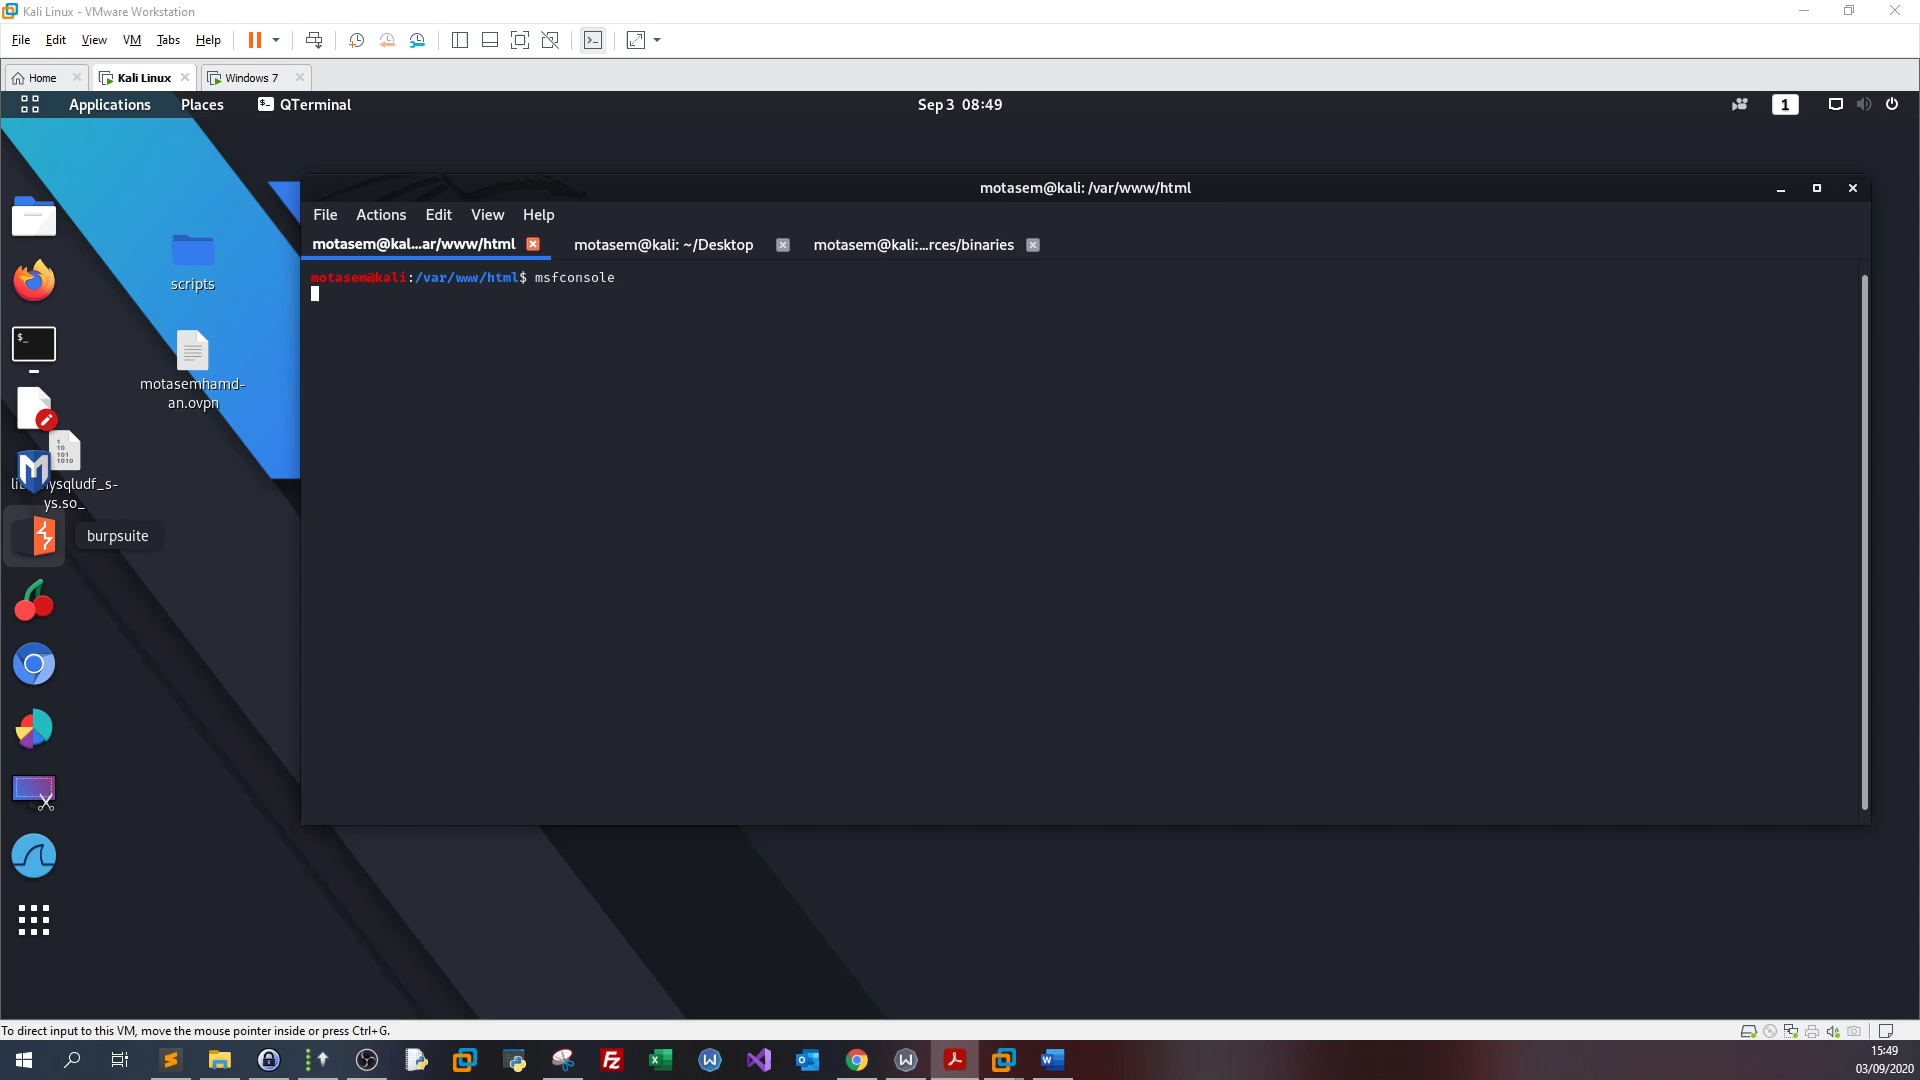 Kali Linux - VMware Workstation
File Edit View VM Tabs Help
Home Kali Linux Windows 7
Applications Places QTerminal Sep 3 08:49 1
motasem@kali: /var/www/html
File Actions Edit View Help
motasem@kal...ar/www/html motasem@kali: ~/Desktop motasem@kali:...rces/binaries
motasem@kali:/var/www/html$ msfconsole
scripts
motasemhamd-
an.ovpn
ysqludf_s-
ys.so_
burpsuite
To direct input to this VM, move the mouse pointer inside or press Ctrl+G.
15:49
03/09/2020